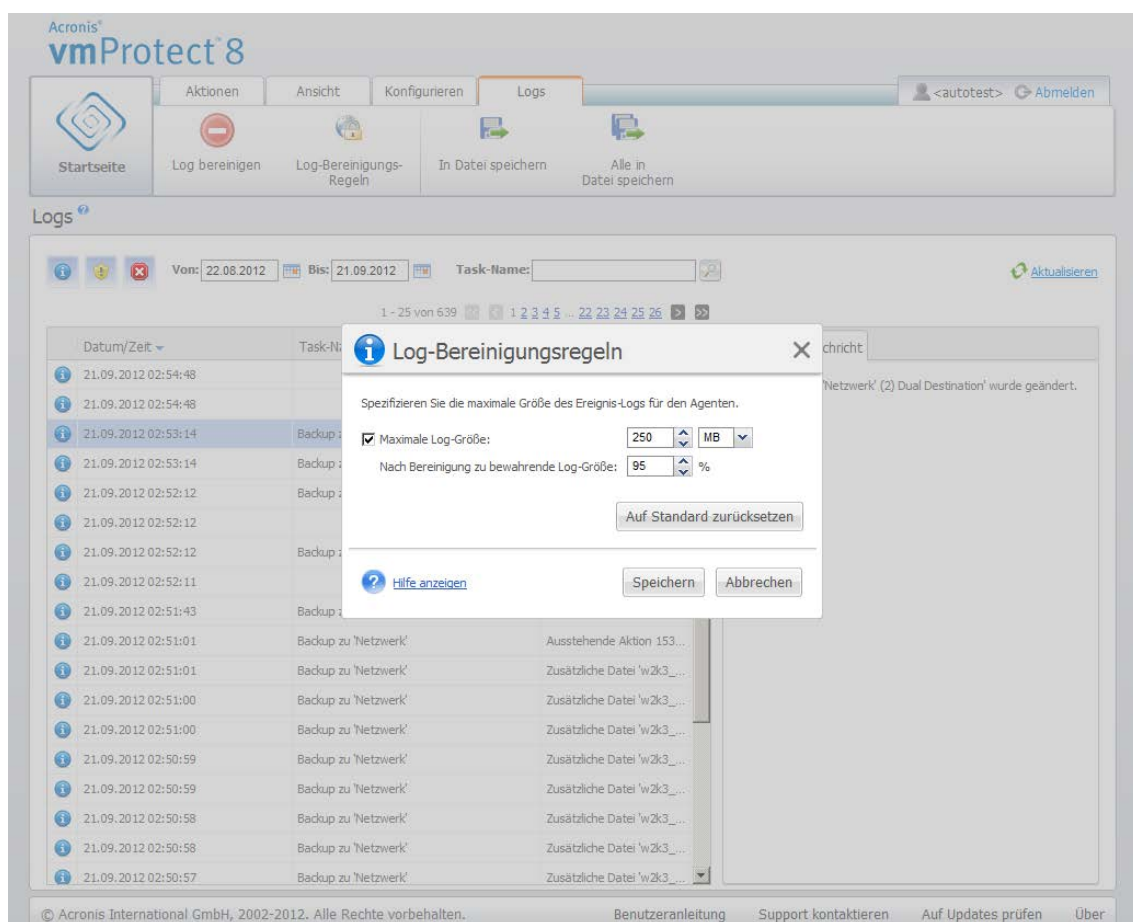 Acronis®
vmProtect™ 8
Aktionen Ansicht Konfigurieren Logs
<autotest> Abmelden
Startseite
Log bereinigen
Log-Bereinigungs-
Regeln
In Datei speichern
Alle in
Datei speichern
Logs
Von: 22.08.2012 Bis: 21.09.2012 Task-Name:
Aktualisieren
1 - 25 von 639 1 2 3 4 5 ... 22 23 24 25 26
Datum/Zeit Task-Na chricht
Log-Bereinigungsregeln
Spezifizieren Sie die maximale Größe des Ereignis-Logs für den Agenten.
Maximale Log-Größe: 250 MB
Nach Bereinigung zu bewahrende Log-Größe: 95 %
Auf Standard zurücksetzen
Hilfe anzeigen Speichern Abbrechen
'Netzwerk' (2) Dual Destination' wurde geändert.
21.09.2012 02:54:48
21.09.2012 02:54:48
21.09.2012 02:53:14 Backup z
21.09.2012 02:53:14 Backup z
21.09.2012 02:52:12 Backup z
21.09.2012 02:52:12
21.09.2012 02:52:12 Backup z
21.09.2012 02:52:11
21.09.2012 02:51:43 Backup z
21.09.2012 02:51:01 Backup zu 'Netzwerk' Ausstehende Aktion 153...
21.09.2012 02:51:01 Backup zu 'Netzwerk' Zusätzliche Datei 'w2k3_...
21.09.2012 02:51:00 Backup zu 'Netzwerk' Zusätzliche Datei 'w2k3_...
21.09.2012 02:51:00 Backup zu 'Netzwerk' Zusätzliche Datei 'w2k3_...
21.09.2012 02:50:59 Backup zu 'Netzwerk' Zusätzliche Datei 'w2k3_...
21.09.2012 02:50:59 Backup zu 'Netzwerk' Zusätzliche Datei 'w2k3_...
21.09.2012 02:50:58 Backup zu 'Netzwerk' Zusätzliche Datei 'w2k3_...
21.09.2012 02:50:58 Backup zu 'Netzwerk' Zusätzliche Datei 'w2k3_...
21.09.2012 02:50:57 Backup zu 'Netzwerk' Zusätzliche Datei 'w2k3_...
© Acronis International GmbH, 2002-2012. Alle Rechte vorbehalten. Benutzeranleitung Support kontaktieren Auf Updates prüfen Über